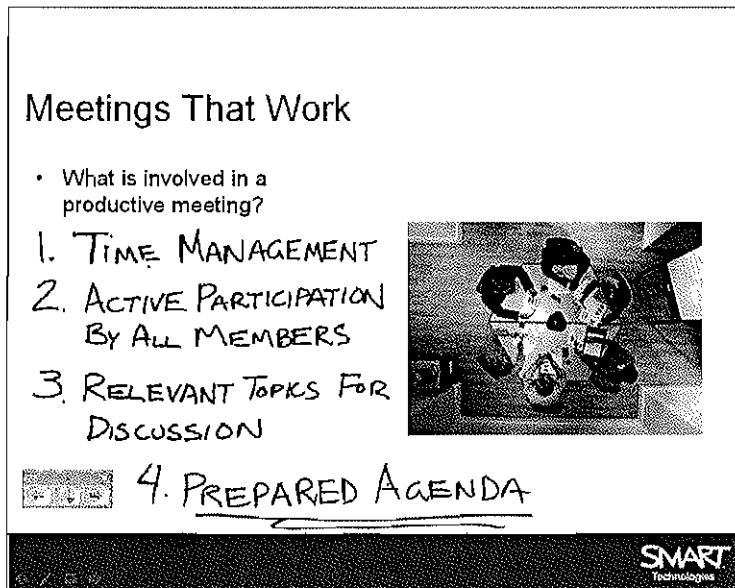 Meetings That Work
• What is involved in a
productive meeting?
1. TIME MANAGEMENT
2. ACTIVE PARTICIPATION
BY ALL MEMBERS
3. RELEVANT TOPICS FOR
DISCUSSION
4. PREPARED AGENDA
SMART
Technologies